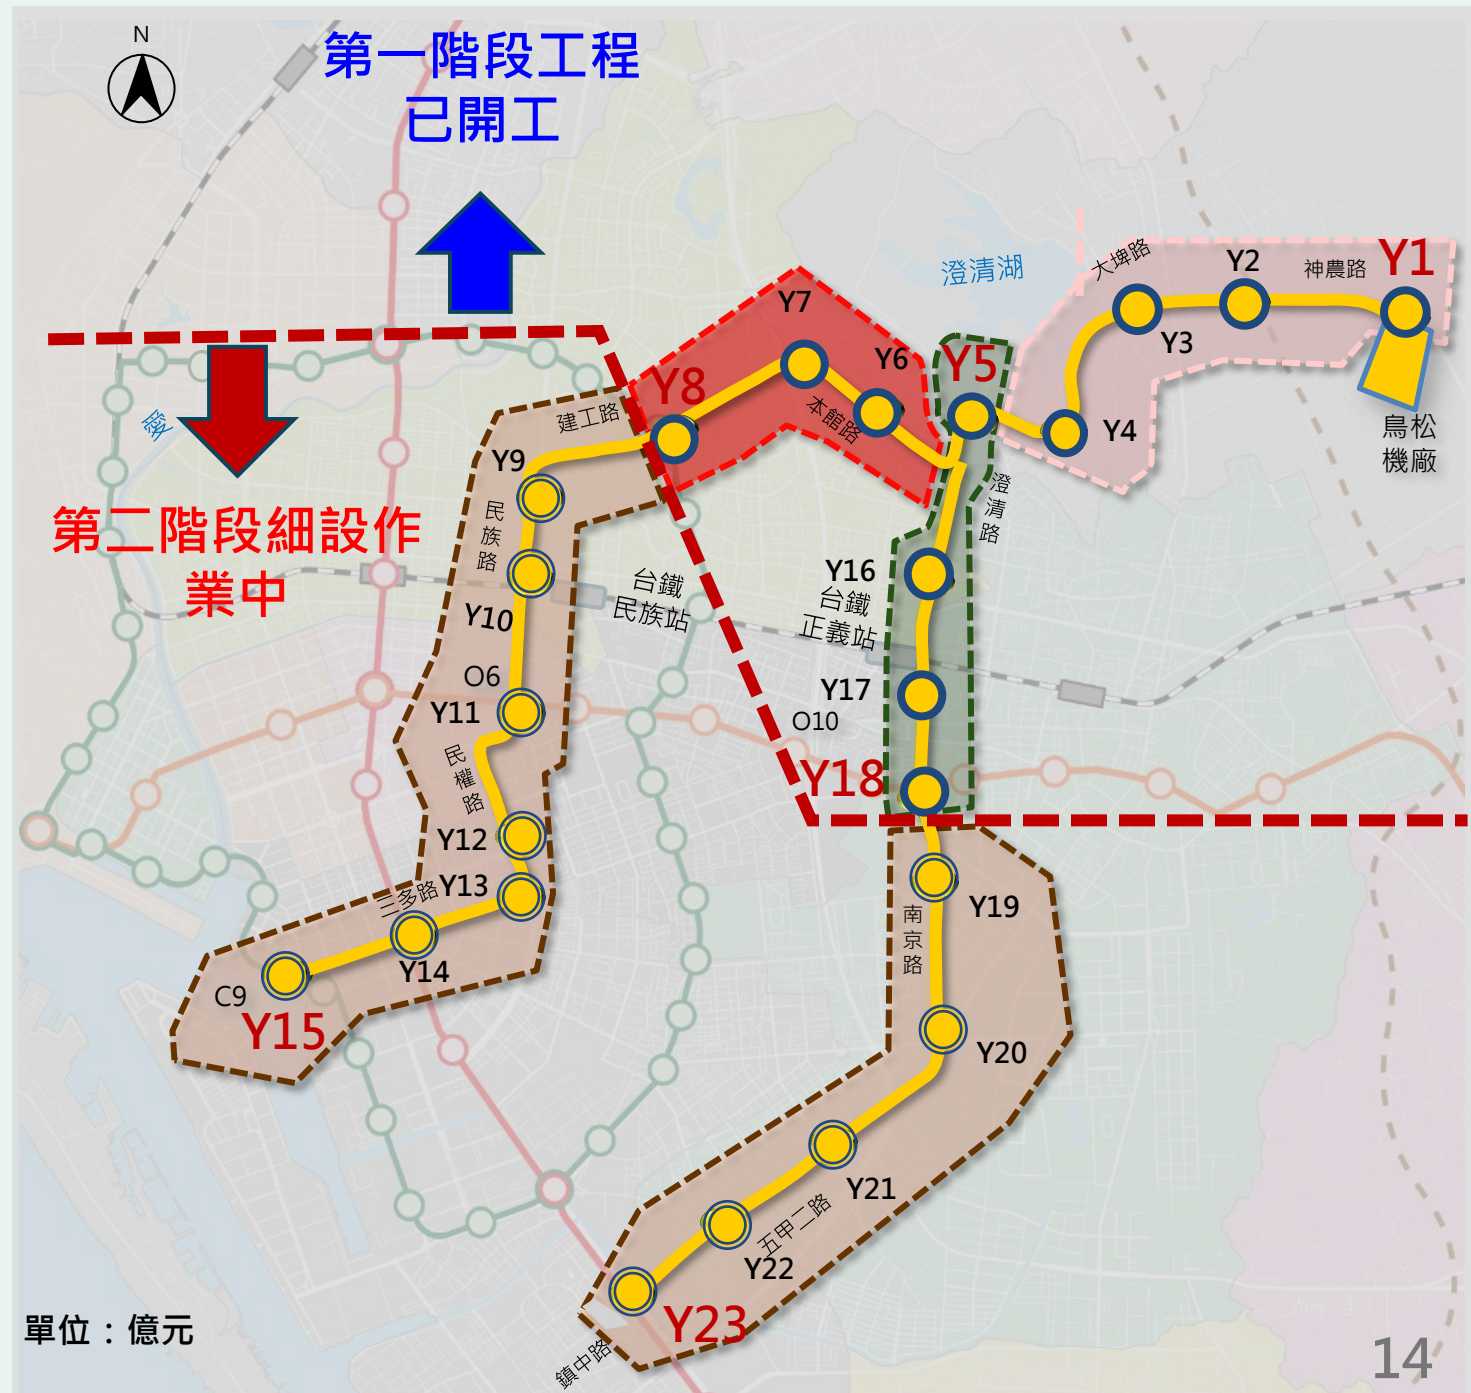 N
第一階段工程
已開工
澄清湖
大埤路
Y2
神農路
Y1
Y7
Y3
Y6
Y5
Y8
本館路
建工路
愛
Y4
鳥松
機廠
Y9
民族路
澄清路
第二階段細設作
業中
台鐵
民族站
Y16
台鐵
正義站
Y10
O6
Y11
Y17
O10
民權路
Y18
Y12
Y13
三多路
Y19
南京路
Y14
C9
Y15
Y20
Y21
五甲二路
Y22
Y23
鎮中路
單位：億元
14